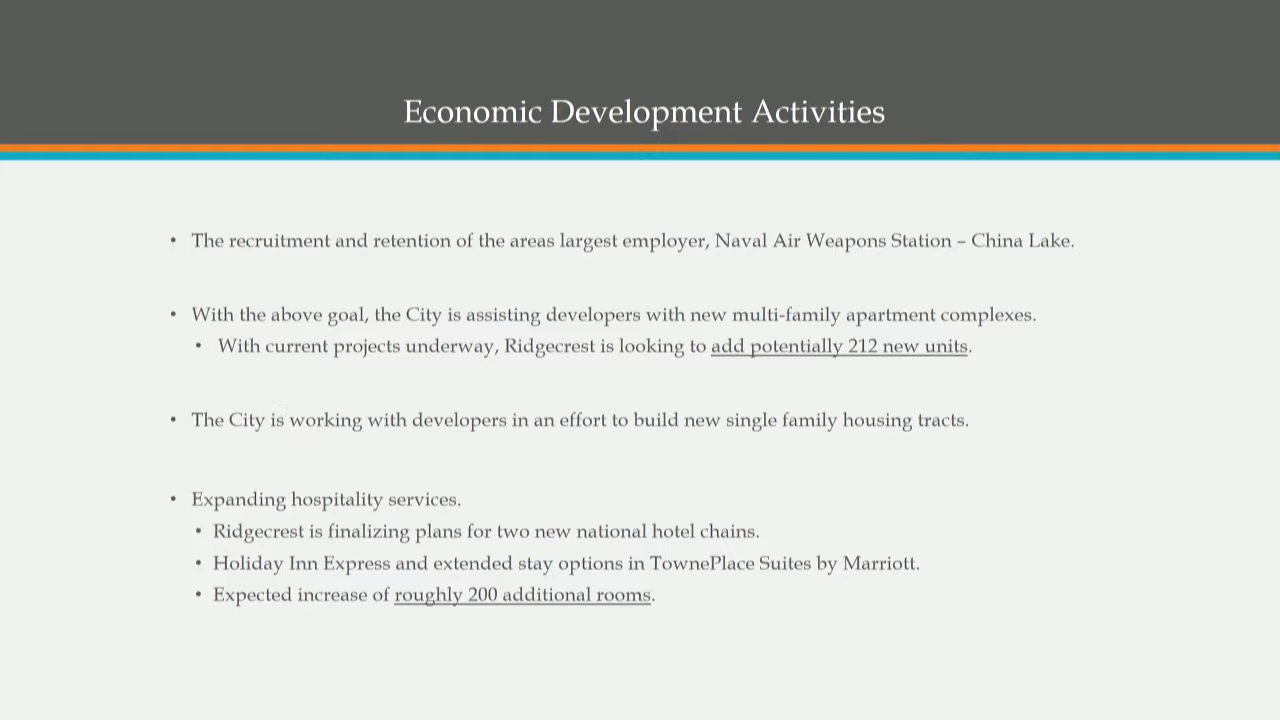 Economic Development Activities
• The recruitment and retention of the areas largest employer, Naval Air Weapons Station – China Lake.
• With the above goal, the City is assisting developers with new multi-family apartment complexes.
• With current projects underway, Ridgecrest is looking to add potentially 212 new units.
• The City is working with developers in an effort to build new single family housing tracts.
• Expanding hospitality services.
• Ridgecrest is finalizing plans for two new national hotel chains.
• Holiday Inn Express and extended stay options in TownePlace Suites by Marriott.
• Expected increase of roughly 200 additional rooms.